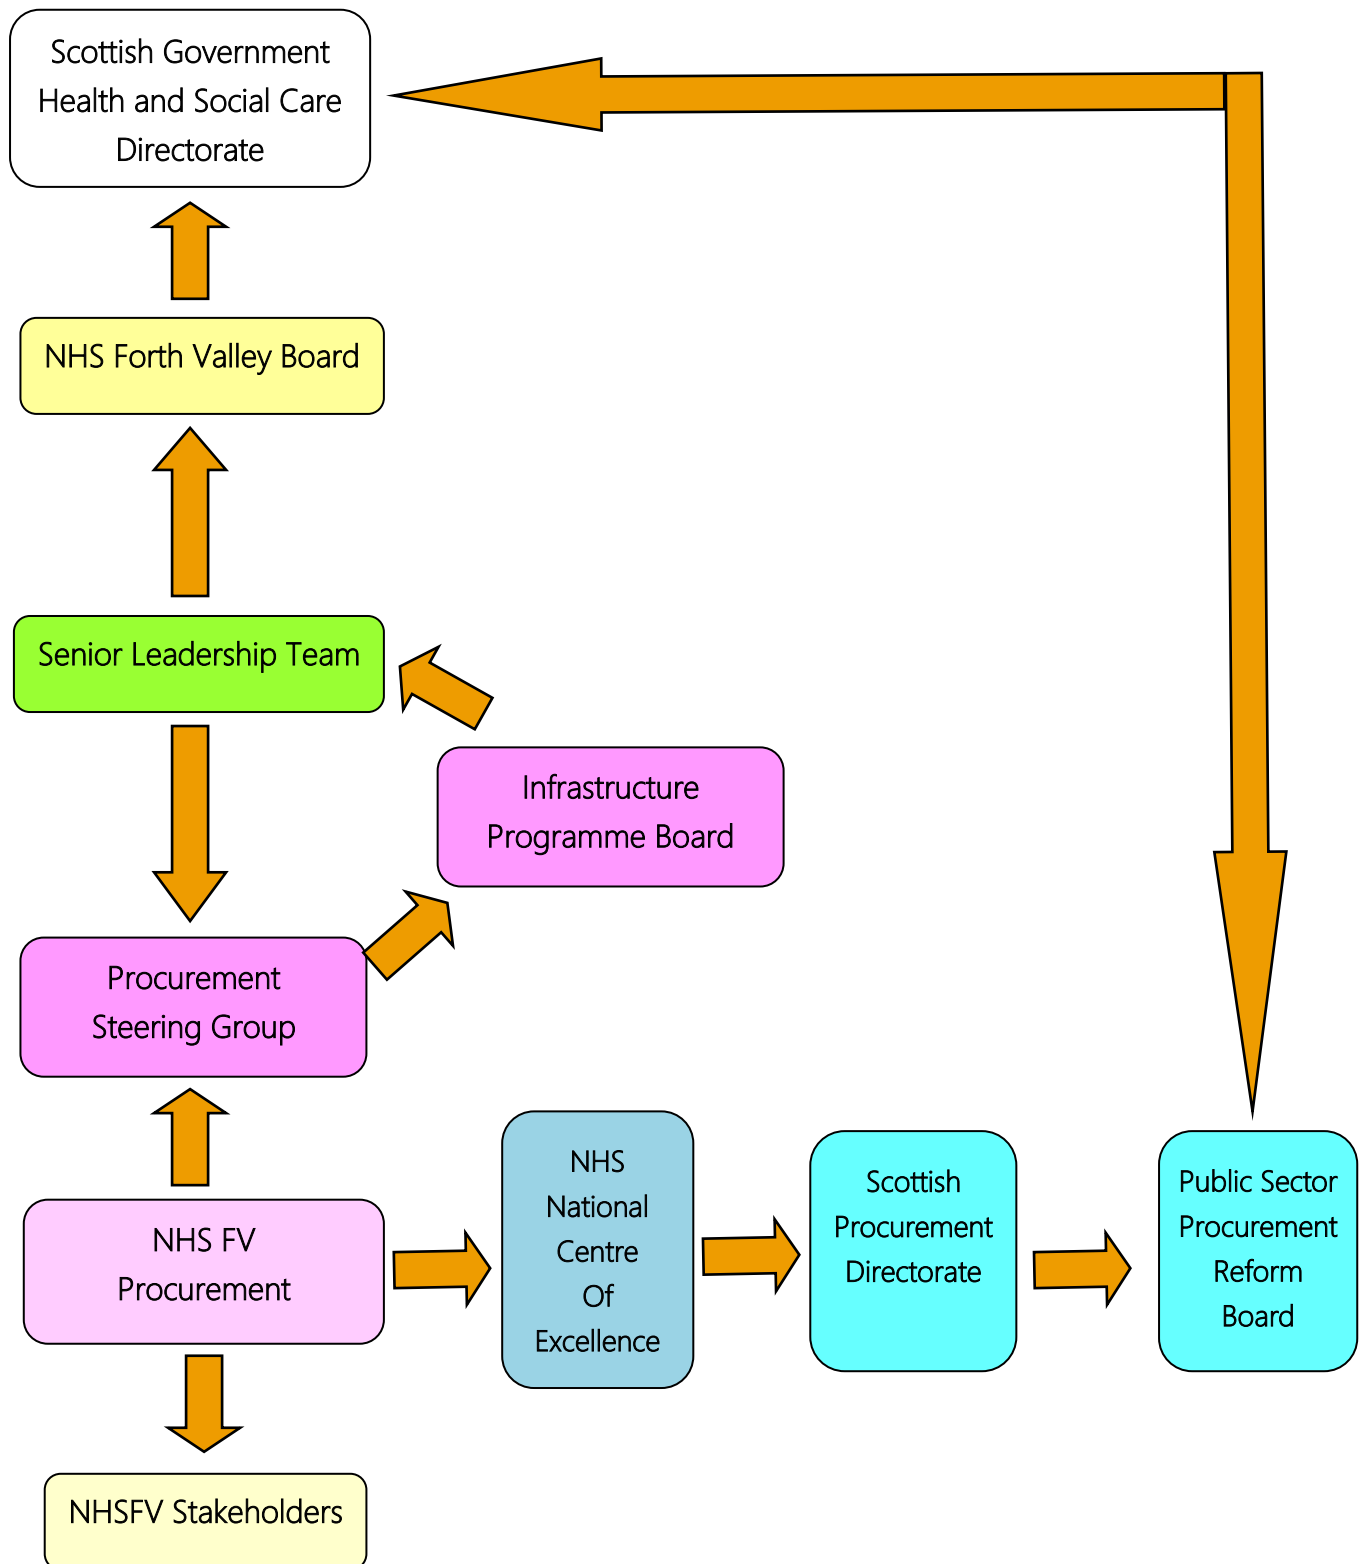 Scottish Government
Health and Social Care
Directorate
NHS Forth Valley Board
Senior Leadership Team
Infrastructure
Programme Board
Procurement
Steering Group
NHS FV
Procurement
NHS
National
Centre
Of
Excellence
Scottish
Procurement
Directorate
Public Sector
Procurement
Reform
Board
NHSFV Stakeholders